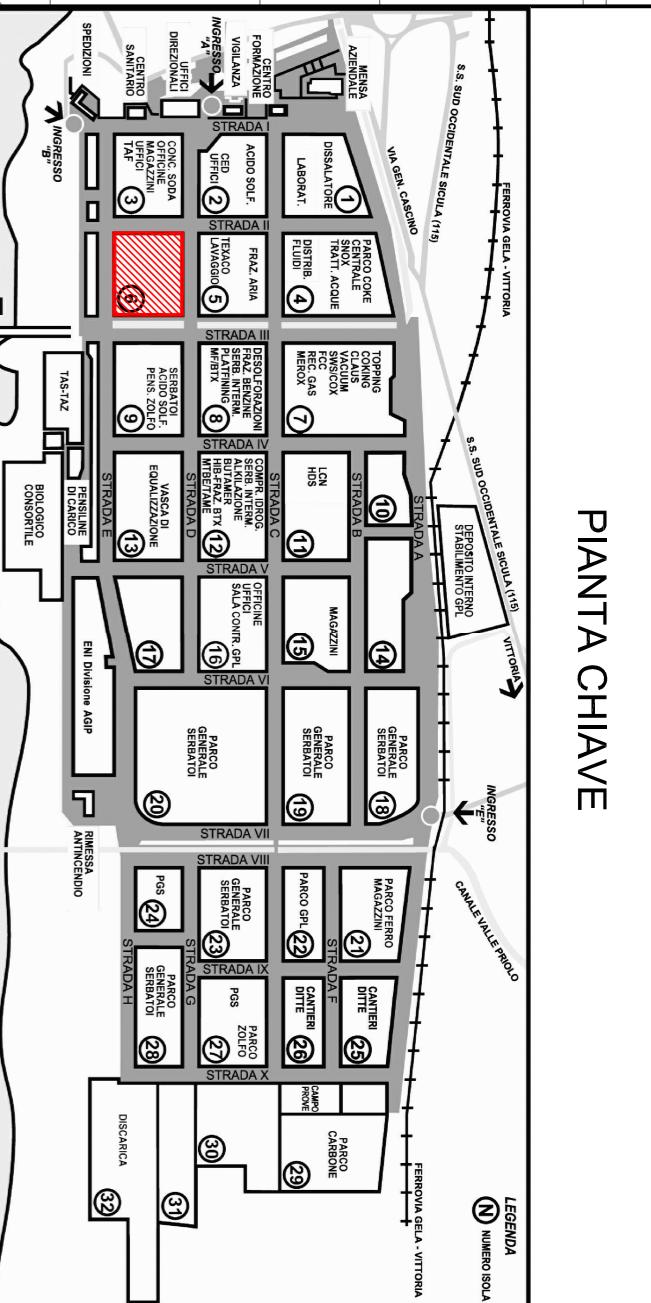 PIANTA CHIAVE
LEGENDA
N NUMERO ISOLA
SPEDIZIONI
CENTRO
SANITARIO
UFFICI
DIREZIONALI
INGRESSO
"A"
VIGILANZA
CENTRO
FORMAZIONE
MENSA
AZIENDALE
INGRESSO
"B"
S.S. SUD OCCIDENTALE SICULA (115)
VIA GEN. CASCINO
FERROVIA GELA - VITTORIA
STRADA I
DISSALATORE
LABORAT.
1
ACIDO SOLF.
CED
UFFICI
2
CONC. SODA
OFFICINE
MAGAZZINI
UFFICI
TAF
3
STRADA II
PARCO COKE
CENTRALE
SNOX
TRATT. ACQUE
DISTRIB.
FLUIDI
4
FRAZ. ARIA
TEXACO
LAVAGGIO
5
6
STRADA III
TOPPING
COKING
CLAUS
VACUUM
SWS/COX
FCC
REC. GAS
MEROX
7
DESOLFORAZIONI
FRAZ. BENZINE
SERB. INTERM.
PLATFINING
MF/BTX
8
SERBATOI
ACIDO SOLF.
PENS. ZOLFO
9
TAS-TAZ
STRADA IV
10
LCN
HDS
11
COMPR. IDROG.
SERB. INTERM.
ALKILAZIONE
BUTAMER
HIB-FRAZ. BTX
MTBE/TAME
12
VASCA DI
EQUALIZZAZIONE
13
STRADA A
STRADA B
STRADA C
STRADA D
STRADA E
PENSILINE
DI CARICO
BIOLOGICO
CONSORTILE
S.S. SUD OCCIDENTALE SICULA (115)
DEPOSITO INTERNO
STABILIMENTO GPL
VITTORIA
STRADA V
14
MAGAZZINI
15
OFFICINE
UFFICI
SALA CONTR. GPL
16
17
ENI Divisione AGIP
STRADA VI
PARCO
GENERALE
SERBATOI
18
PARCO
GENERALE
SERBATOI
19
PARCO
GENERALE
SERBATOI
20
INGRESSO
"E"
STRADA VII
RIMESSA
ANTINCENDIO
STRADA VIII
CANALE VALLE PRIOLO
PARCO FERRO
MAGAZZINI
21
PARCO GPL
22
PARCO
GENERALE
SERBATOI
23
PGS
24
STRADA F
STRADA G
STRADA H
STRADA IX
CANTIERI
DITTE
25
CANTIERI
DITTE
26
PARCO
ZOLFO
PGS
27
PARCO
GENERALE
SERBATOI
28
STRADA X
CAMPO
PROVE
PARCO
CARBONE
29
30
31
DISCARICA
32
FERROVIA GELA - VITTORIA